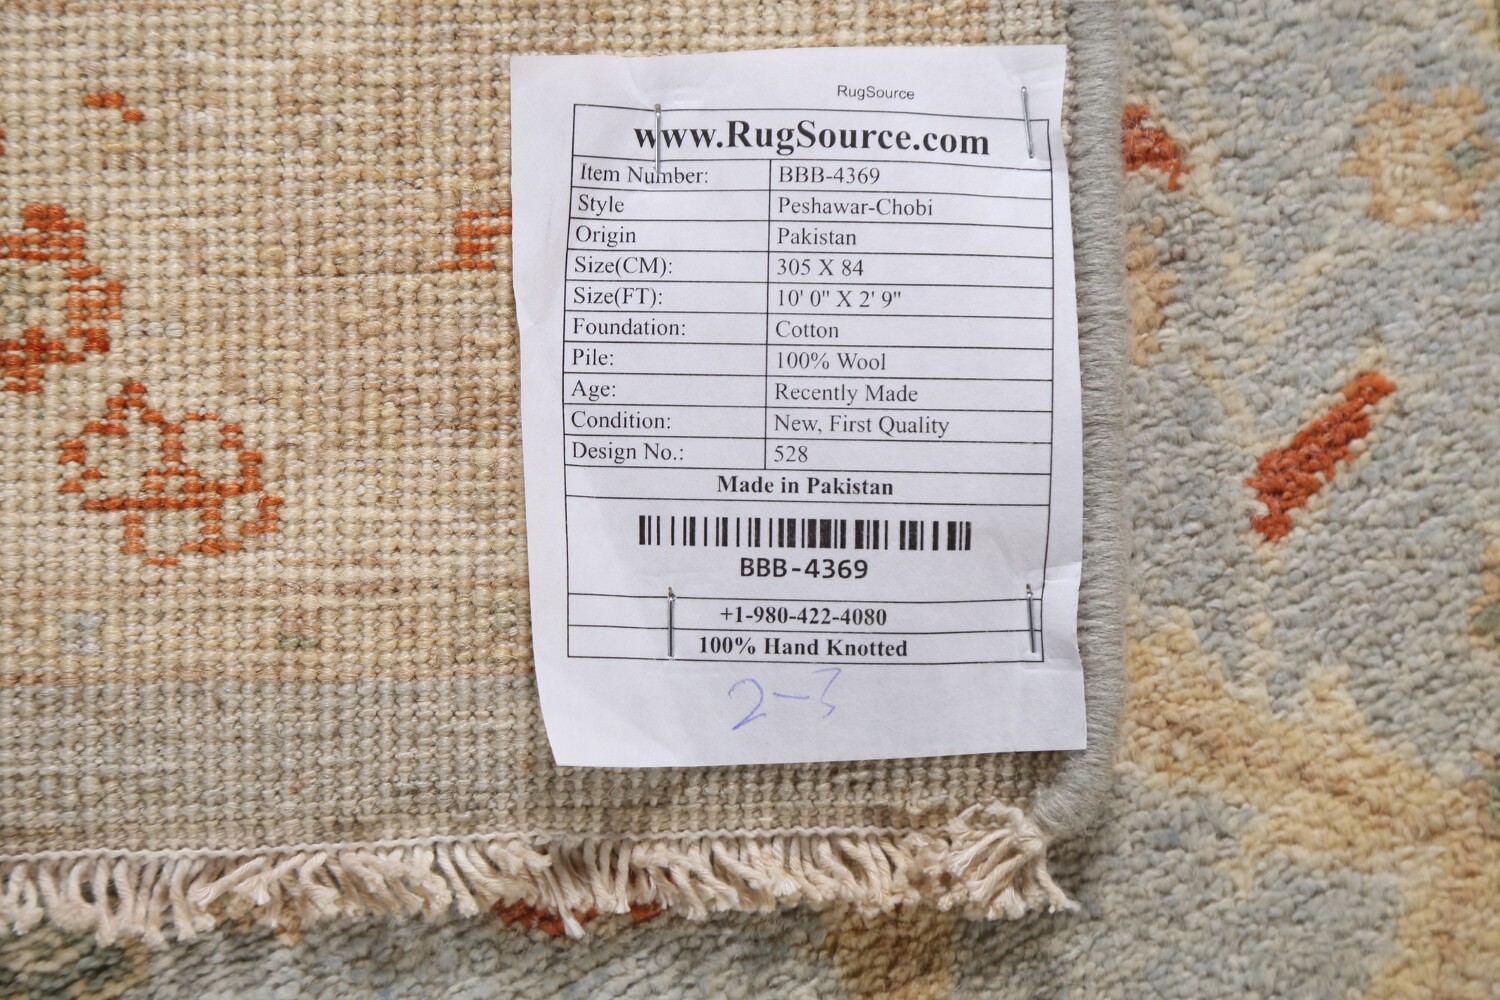 RugSource
www.RugSource.com
Item Number: BBB-4369
Style Peshawar-Chobi
Origin Pakistan
Size(CM): 305 X 84
Size(FT): 10' 0" X 2' 9"
Foundation: Cotton
Pile: 100% Wool
Age: Recently Made
Condition: New, First Quality
Design No.: 528
Made in Pakistan
BBB-4369
+1-980-422-4080
100% Hand Knotted
2-3